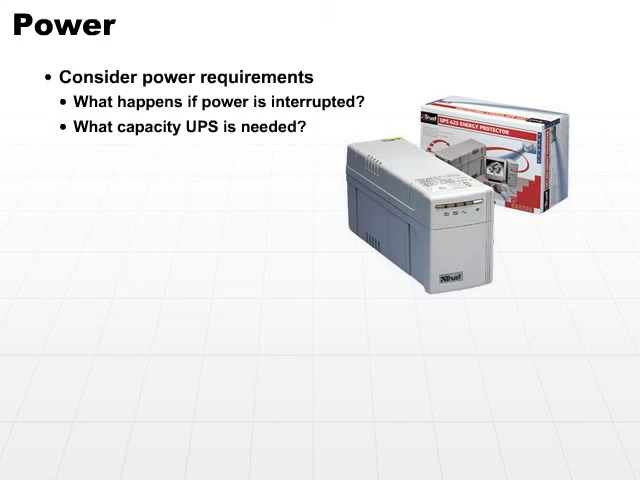 Power
• Consider power requirements
• What happens if power is interrupted?
• What capacity UPS is needed?
Trust
UPS 625 ENERGY PROTECTOR
Trust